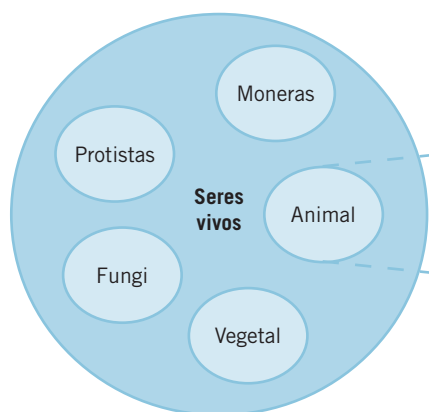 Moneras
Protistas
Seres
vivos
Animal
Fungi
Vegetal